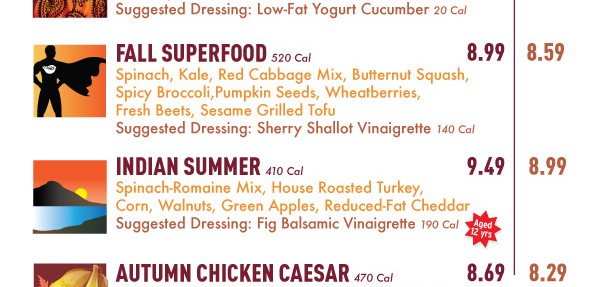 Suggested Dressing: Low-Fat Yogurt Cucumber 20 Cal
FALL SUPERFOOD 520 Cal 8.99 8.59
Spinach, Kale, Red Cabbage Mix, Butternut Squash,
Spicy Broccoli,Pumpkin Seeds, Wheatberries,
Fresh Beets, Sesame Grilled Tofu
Suggested Dressing: Sherry Shallot Vinaigrette 140 Cal
INDIAN SUMMER 410 Cal 9.49 8.99
Spinach-Romaine Mix, House Roasted Turkey,
Corn, Walnuts, Green Apples, Reduced-Fat Cheddar
Suggested Dressing: Fig Balsamic Vinaigrette 190 Cal
Aged
12 yrs
AUTUMN CHICKEN CAESAR 470 Cal 8.69 8.29